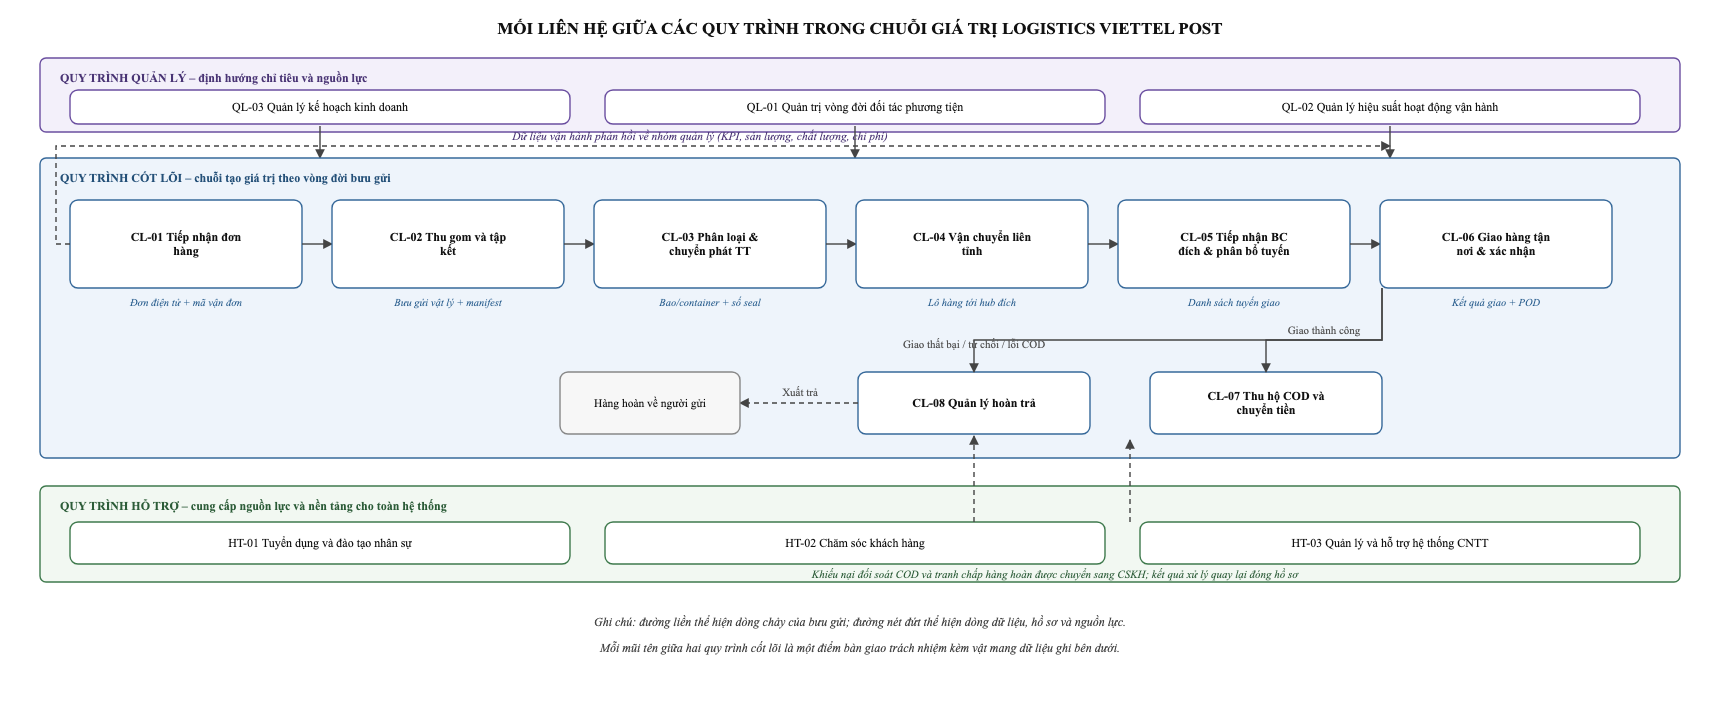 MỐI LIÊN HỆ GIỮA CÁC QUY TRÌNH TRONG CHUỖI GIÁ TRỊ LOGISTICS VIETTEL POST
QUY TRÌNH QUẢN LÝ – định hướng chỉ tiêu và nguồn lực
QL-03 Quản lý kế hoạch kinh doanh
QL-01 Quản trị vòng đời đối tác phương tiện
QL-02 Quản lý hiệu suất hoạt động vận hành
Dữ liệu vận hành phản hồi về nhóm quản lý (KPI, sản lượng, chất lượng, chi phí)
QUY TRÌNH CỐT LÕI – chuỗi tạo giá trị theo vòng đời bưu gửi
CL-01 Tiếp nhận đơn
hàng
CL-02 Thu gom và tập
kết
CL-03 Phân loại &
chuyển phát TT
CL-04 Vận chuyển liên
tỉnh
CL-05 Tiếp nhận BC
đích & phân bổ tuyến
CL-06 Giao hàng tận
nơi & xác nhận
Đơn điện tử + mã vận đơn
Bưu gửi vật lý + manifest
Bao/container + số seal
Lô hàng tới hub đích
Danh sách tuyến giao
Kết quả giao + POD
Giao thành công
Giao thất bại / từ chối / lỗi COD
Hàng hoàn về người gửi
Xuất trả
CL-08 Quản lý hoàn trả
CL-07 Thu hộ COD và
chuyển tiền
QUY TRÌNH HỖ TRỢ – cung cấp nguồn lực và nền tảng cho toàn hệ thống
HT-01 Tuyển dụng và đào tạo nhân sự
HT-02 Chăm sóc khách hàng
HT-03 Quản lý và hỗ trợ hệ thống CNTT
Khiếu nại đối soát COD và tranh chấp hàng hoàn được chuyển sang CSKH; kết quả xử lý quay lại đóng hồ sơ
Ghi chú: đường liền thể hiện dòng chảy của bưu gửi; đường nét đứt thể hiện dòng dữ liệu, hồ sơ và nguồn lực.
Mỗi mũi tên giữa hai quy trình cốt lõi là một điểm bàn giao trách nhiệm kèm vật mang dữ liệu ghi bên dưới.